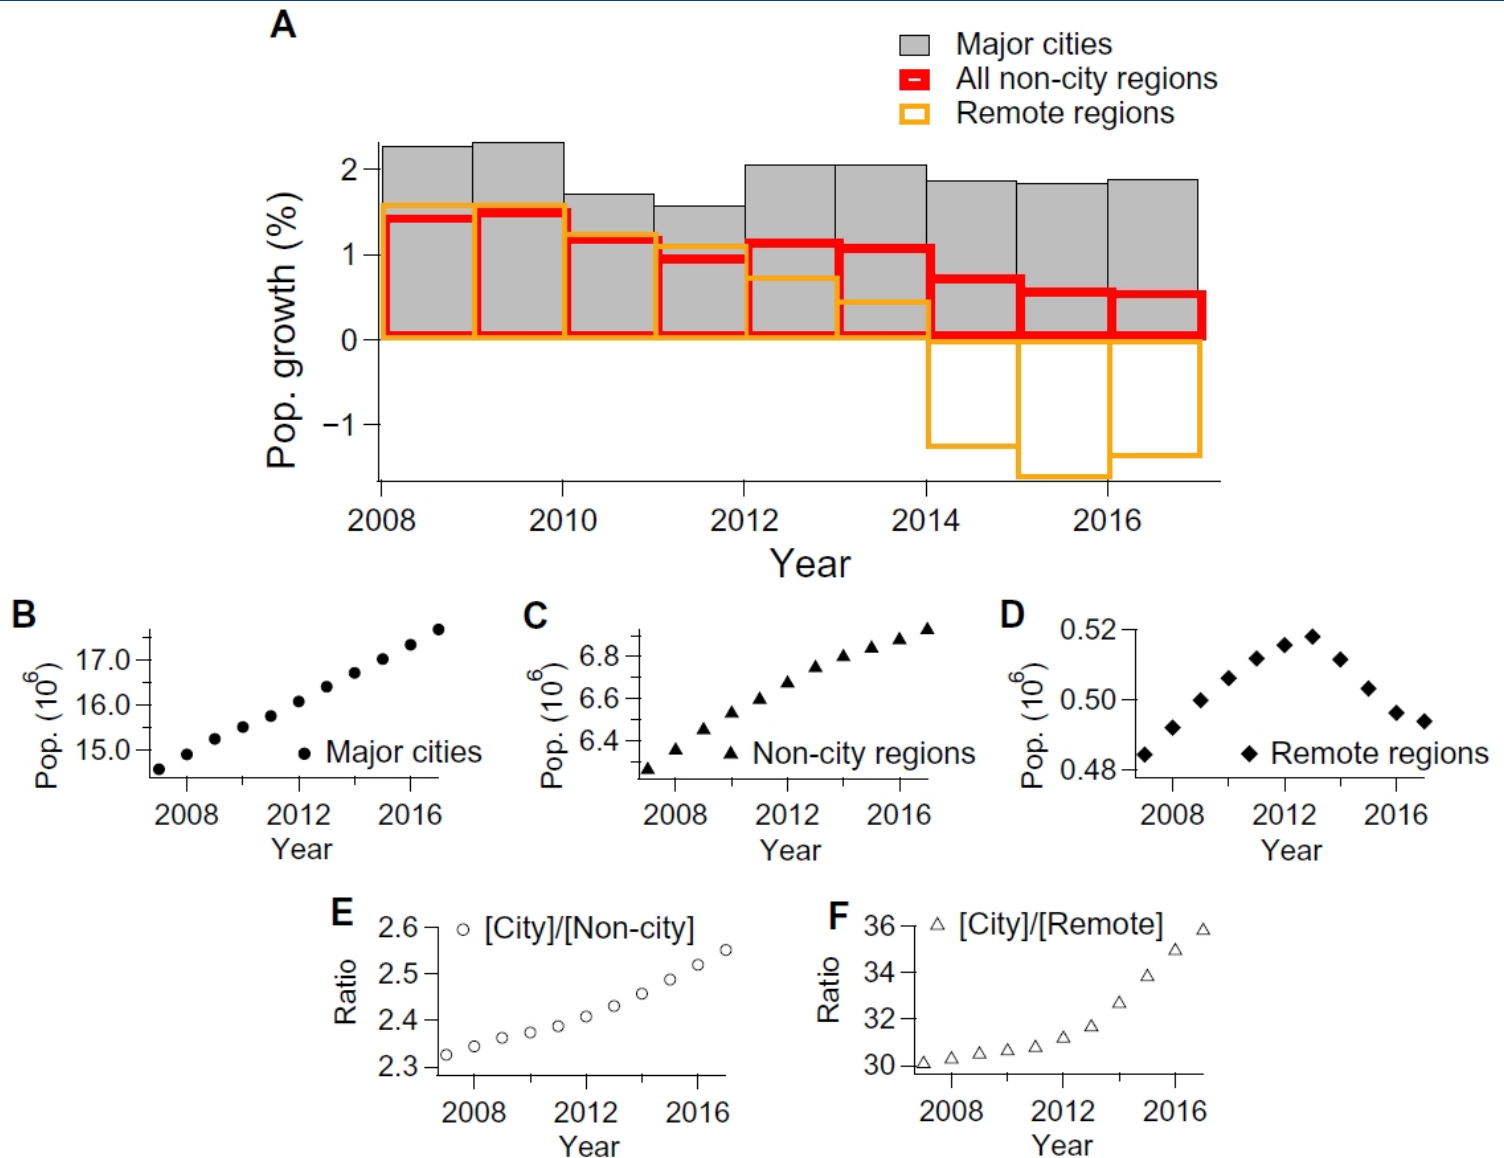 A
Major cities
All non-city regions
Remote regions
Pop. growth (%)
2
1
0
−1
2008 2010 2012 2014 2016
Year
B
Pop. (10⁶)
17.0
16.0
15.0
Major cities
2008 2012 2016
Year
C
Pop. (10⁶)
6.8
6.6
6.4
Non-city regions
2008 2012 2016
Year
D
Pop. (10⁶)
0.52
0.50
0.48
Remote regions
2008 2012 2016
Year
E
Ratio
2.6
2.5
2.4
2.3
[City]/[Non-city]
2008 2012 2016
Year
F
Ratio
36
34
32
30
[City]/[Remote]
2008 2012 2016
Year